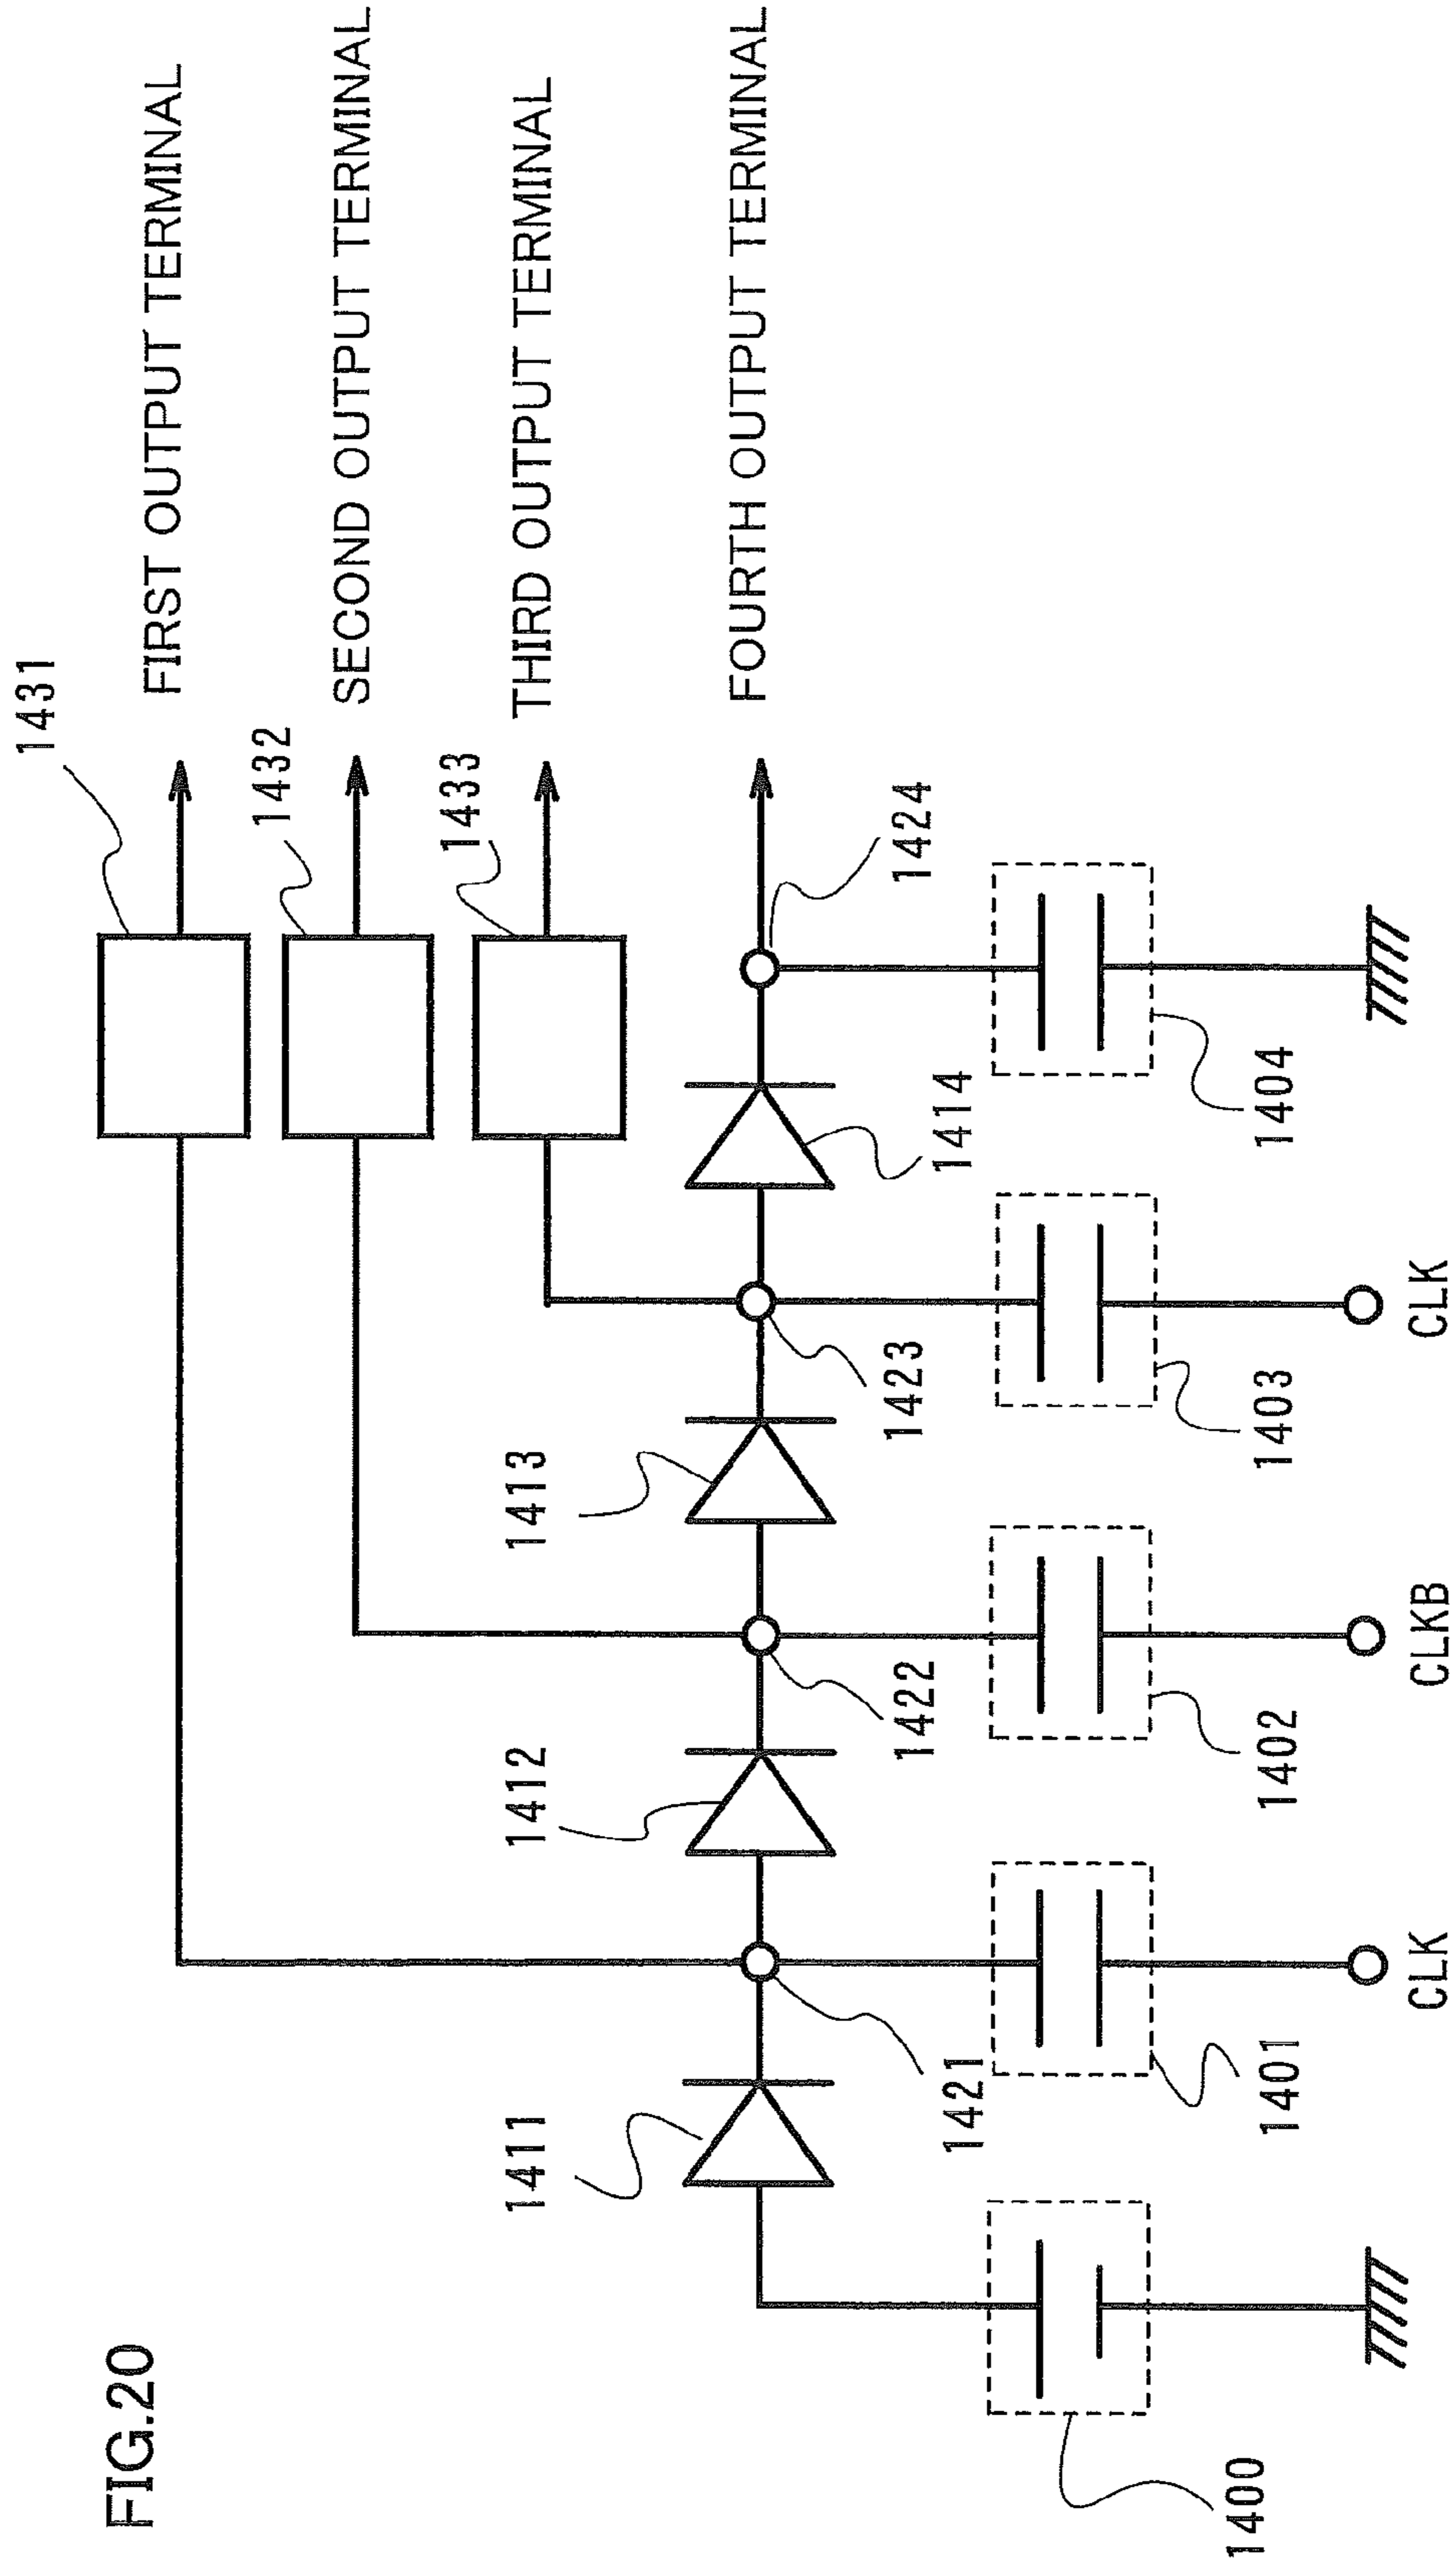 FIG.20
1431
FIRST OUTPUT TERMINAL
1432
SECOND OUTPUT TERMINAL
1433
THIRD OUTPUT TERMINAL
FOURTH OUTPUT TERMINAL
1411
1412
1413
1414
1421
1422
1423
1424
1400
1401
1402
1403
1404
CLK
CLKB
CLK